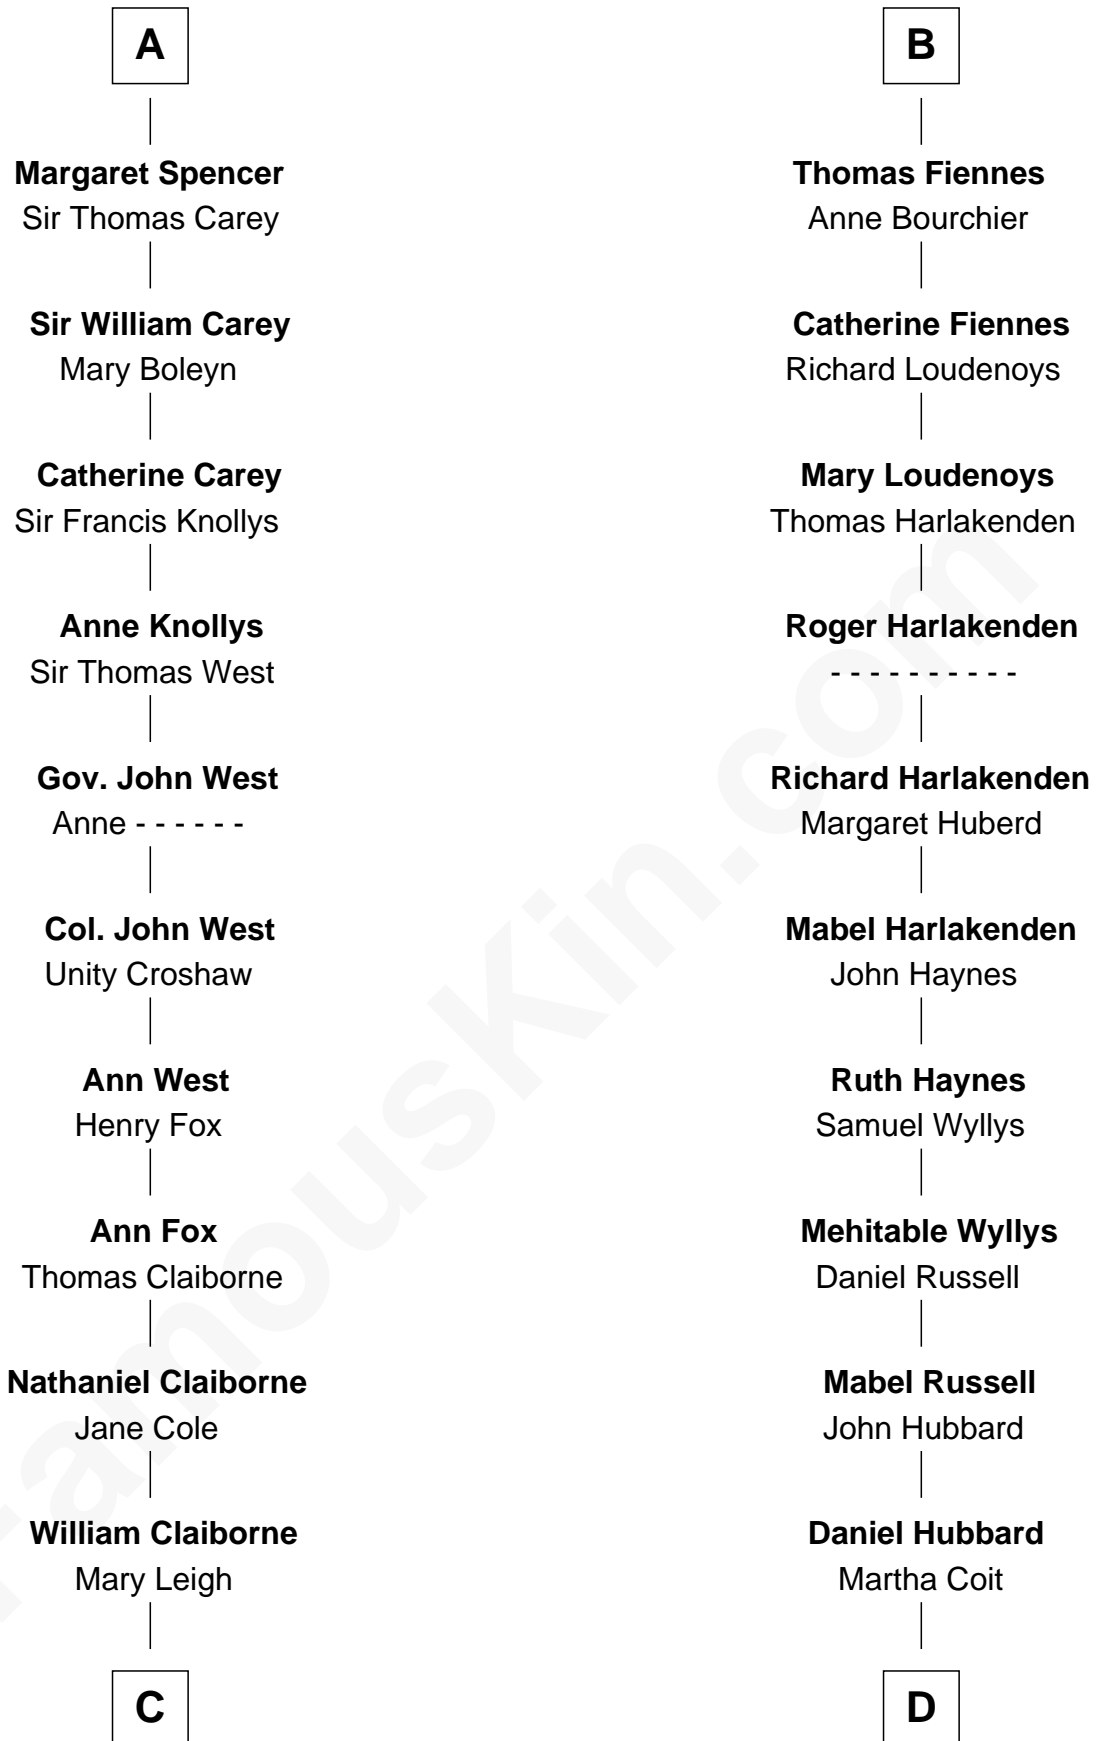 A
Margaret Spencer
Sir Thomas Carey
Sir William Carey
Mary Boleyn
Catherine Carey
Sir Francis Knollys
Anne Knollys
Sir Thomas West
Gov. John West
Anne - - - - - -
Col. John West
Unity Croshaw
Ann West
Henry Fox
Ann Fox
Thomas Claiborne
Nathaniel Claiborne
Jane Cole
William Claiborne
Mary Leigh
C
B
Thomas Fiennes
Anne Bourchier
Catherine Fiennes
Richard Loudenoys
Mary Loudenoys
Thomas Harlakenden
Roger Harlakenden
- - - - - - - - - -
Richard Harlakenden
Margaret Huberd
Mabel Harlakenden
John Haynes
Ruth Haynes
Samuel Wyllys
Mehitable Wyllys
Daniel Russell
Mabel Russell
John Hubbard
Daniel Hubbard
Martha Coit
D
FamousKin.com